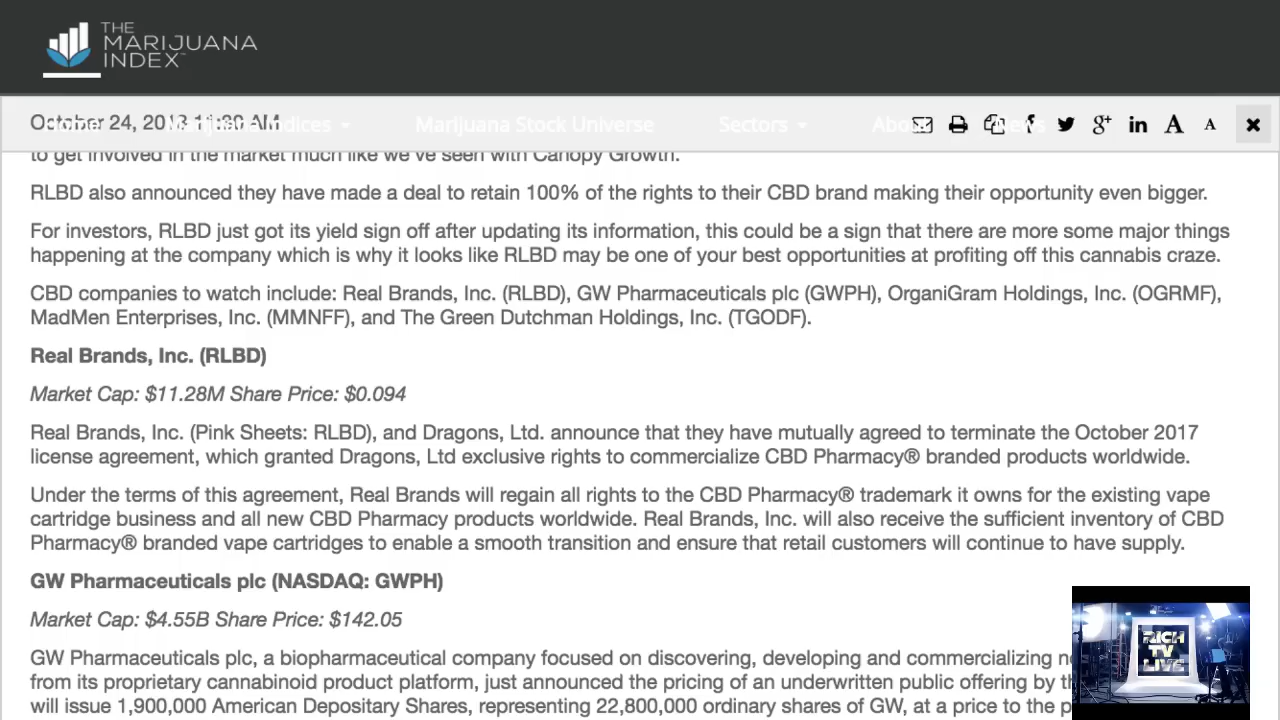 THE
MARIJUANA
INDEX™
October 24, 2018 11:30 AM
Home Marijuana Indices Marijuana Stock Universe Sectors About News
to get involved in the market much like we've seen with Canopy Growth.
RLBD also announced they have made a deal to retain 100% of the rights to their CBD brand making their opportunity even bigger.
For investors, RLBD just got its yield sign off after updating its information, this could be a sign that there are more some major things
happening at the company which is why it looks like RLBD may be one of your best opportunities at profiting off this cannabis craze.
CBD companies to watch include: Real Brands, Inc. (RLBD), GW Pharmaceuticals plc (GWPH), OrganiGram Holdings, Inc. (OGRMF),
MadMen Enterprises, Inc. (MMNFF), and The Green Dutchman Holdings, Inc. (TGODF).
Real Brands, Inc. (RLBD)
Market Cap: $11.28M Share Price: $0.094
Real Brands, Inc. (Pink Sheets: RLBD), and Dragons, Ltd. announce that they have mutually agreed to terminate the October 2017
license agreement, which granted Dragons, Ltd exclusive rights to commercialize CBD Pharmacy® branded products worldwide.
Under the terms of this agreement, Real Brands will regain all rights to the CBD Pharmacy® trademark it owns for the existing vape
cartridge business and all new CBD Pharmacy products worldwide. Real Brands, Inc. will also receive the sufficient inventory of CBD
Pharmacy® branded vape cartridges to enable a smooth transition and ensure that retail customers will continue to have supply.
GW Pharmaceuticals plc (NASDAQ: GWPH)
Market Cap: $4.55B Share Price: $142.05
GW Pharmaceuticals plc, a biopharmaceutical company focused on discovering, developing and commercializing
from its proprietary cannabinoid product platform, just announced the pricing of an underwritten public offering by
will issue 1,900,000 American Depositary Shares, representing 22,800,000 ordinary shares of GW, at a price to the
RICH
TV
LIVE